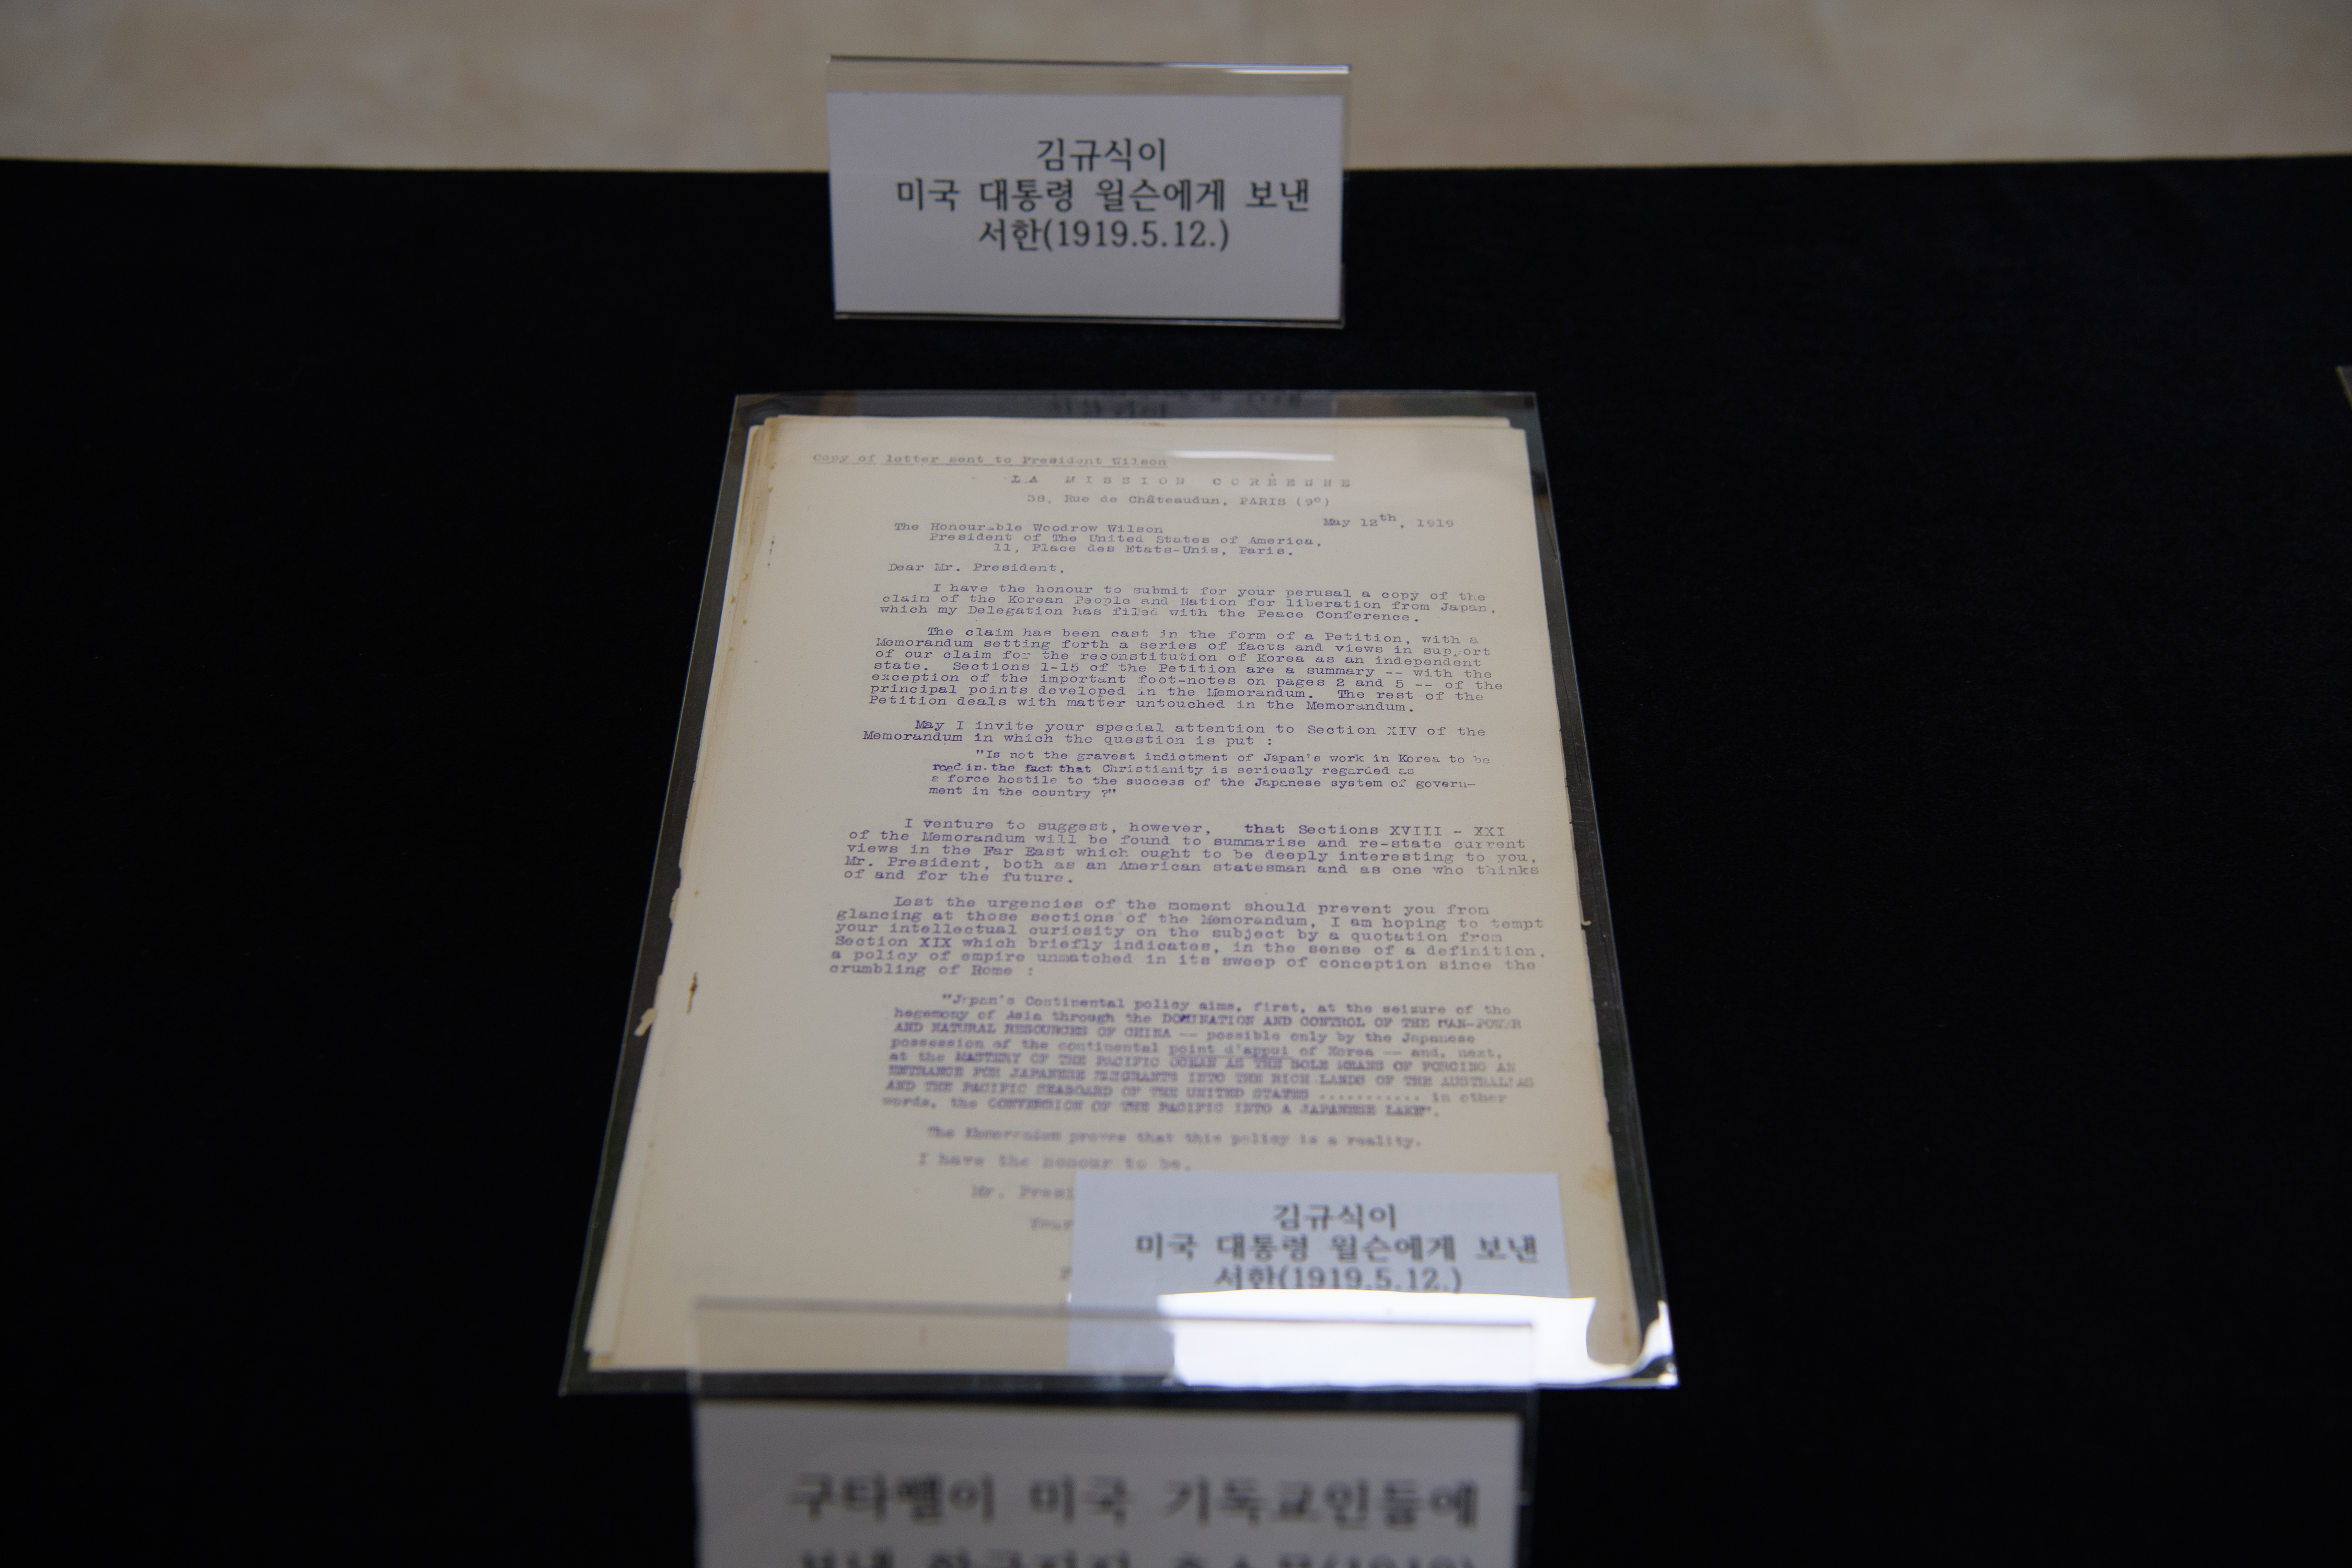 김규식이
미국 대통령 윌슨에게 보낸
서한(1919.5.12.)
Copy of letter sent to President Wilson
LA MISSION CORÉENNE
38, Rue de Châteaudun, PARIS (9e)
May 12th, 1919
The Honourable Woodrow Wilson
President of The United States of America,
11, Place des Etats-Unis, Paris.
Dear Mr. President,
I have the honour to submit for your perusal a copy of the
claim of the Korean People and Nation for liberation from Japan,
which my Delegation has filed with the Peace Conference.
The claim has been cast in the form of a Petition, with a
Memorandum setting forth a series of facts and views in support
of our claim for the reconstitution of Korea as an independent
state. Sections 1-15 of the Petition are a summary -- with the
exception of the important foot-notes on pages 2 and 5 -- of the
principal points developed in the Memorandum. The rest of the
Petition deals with matter untouched in the Memorandum.
May I invite your special attention to Section XIV of the
Memorandum in which the question is put :
"Is not the gravest indictment of Japan's work in Korea to be
read in the fact that Christianity is seriously regarded as
a force hostile to the success of the Japanese system of govern-
ment in the country ?"
I venture to suggest, however, that Sections XVIII - XXI
of the Memorandum will be found to summarise and re-state current
views in the Far East which ought to be deeply interesting to you,
Mr. President, both as an American statesman and as one who thinks
of and for the future.
Lest the urgencies of the moment should prevent you from
glancing at those sections of the Memorandum, I am hoping to tempt
your intellectual curiosity on the subject by a quotation from
Section XIX which briefly indicates, in the sense of a definition,
a policy of empire unmatched in its sweep of conception since the
crumbling of Rome :
"Japan's Continental policy aims, first, at the seizure of the
hegemony of Asia through the DOMINATION AND CONTROL OF THE MAN-POWER
AND NATURAL RESOURCES OF CHINA -- possible only by the Japanese
possession of the continental point d'appui of Korea -- and, next,
at the MASTERY OF THE PACIFIC OCEAN AS THE SOLE MEANS OF FORCING AN
ENTRANCE FOR JAPANESE EMIGRANTS INTO THE RICH LANDS OF THE AUSTRALIAS
AND THE PACIFIC SEABOARD OF THE UNITED STATES ........... in other
words, the CONVERSION OF THE PACIFIC INTO A JAPANESE LAKE".
The Memorandum proves that this policy is a reality.
I have the honour to be,
Mr. Presi
Your
김규식이
미국 대통령 윌슨에게 보낸
서한(1919.5.12.)
구타펠이 미국 기독교인들에